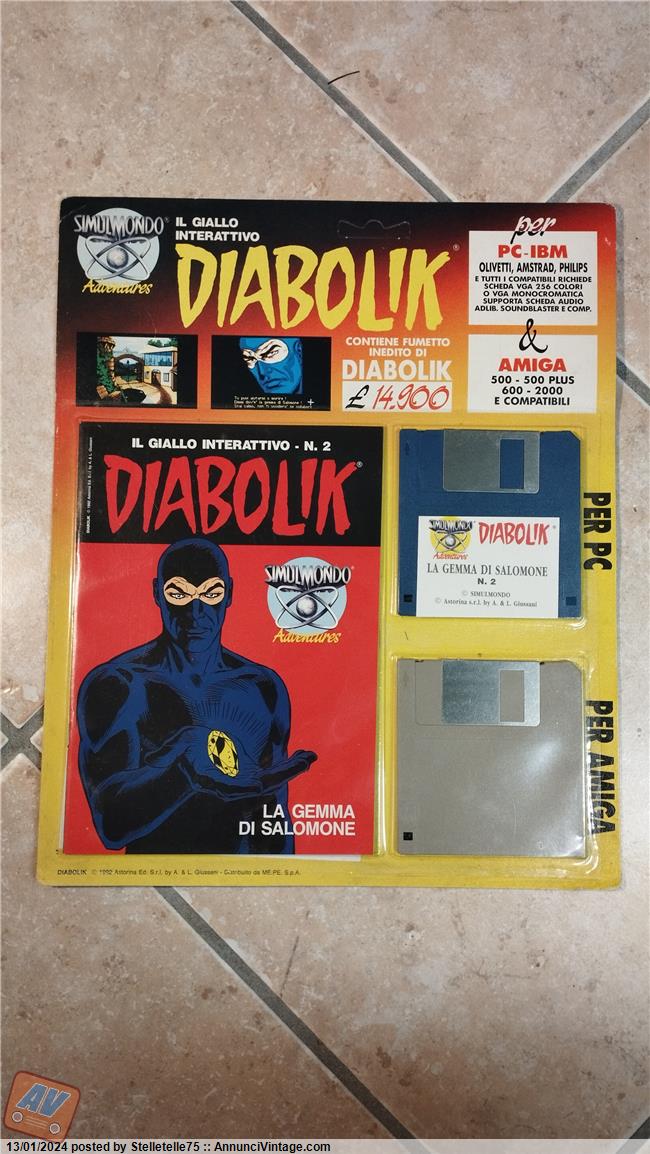 SIMULMONDO®
Adventures
IL GIALLO
INTERATTIVO
DIABOLIK®
per
PC-IBM
OLIVETTI, AMSTRAD, PHILIPS
E TUTTI I COMPATIBILI RICHIEDE
SCHEDA VGA 256 COLORI
O VGA MONOCROMATICA
SUPPORTA SCHEDA AUDIO
ADLIB. SOUNDBLASTER E COMP.
&
AMIGA
500 - 500 PLUS
600 - 2000
E COMPATIBILI
CONTIENE FUMETTO
INEDITO DI
DIABOLIK
£ 14.900
IL GIALLO INTERATTIVO - N. 2
DIABOLIK®
SIMULMONDO®
Adventures
LA GEMMA
DI SALOMONE
SIMULMONDO
Adventures
DIABOLIK®
LA GEMMA DI SALOMONE
N. 2
© SIMULMONDO
© Astorina s.r.l. by A. & L. Giussani
PER PC
PER AMIGA
DIABOLIK © 1992 Astorina Ed. S.r.l. by A. & L. Giussani - Distribuito da ME.PE. S.p.A.
AV
13/01/2024 posted by Stelletelle75 :: AnnunciVintage.com